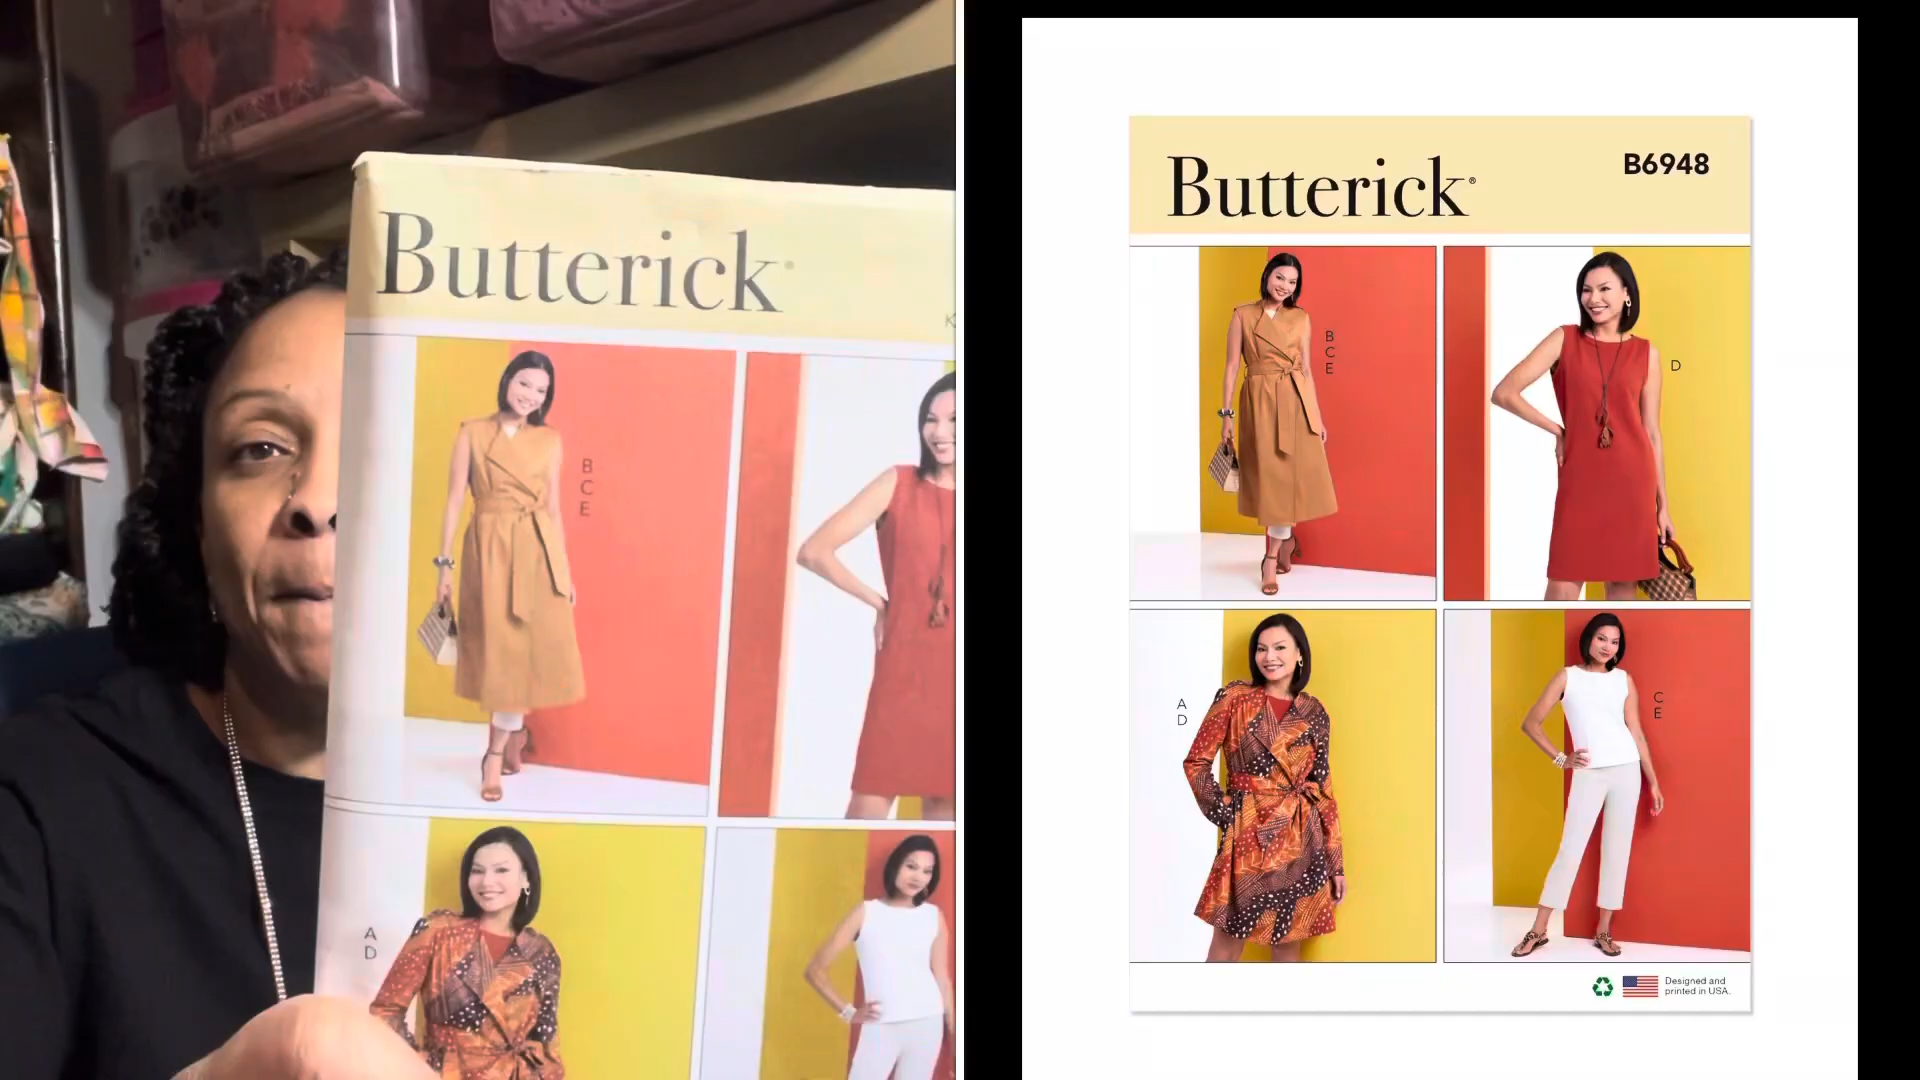 Butterick
K
B
C
E
A
D
Butterick®
B6948
B
C
E
D
A
D
C
E
Designed and
printed in USA.